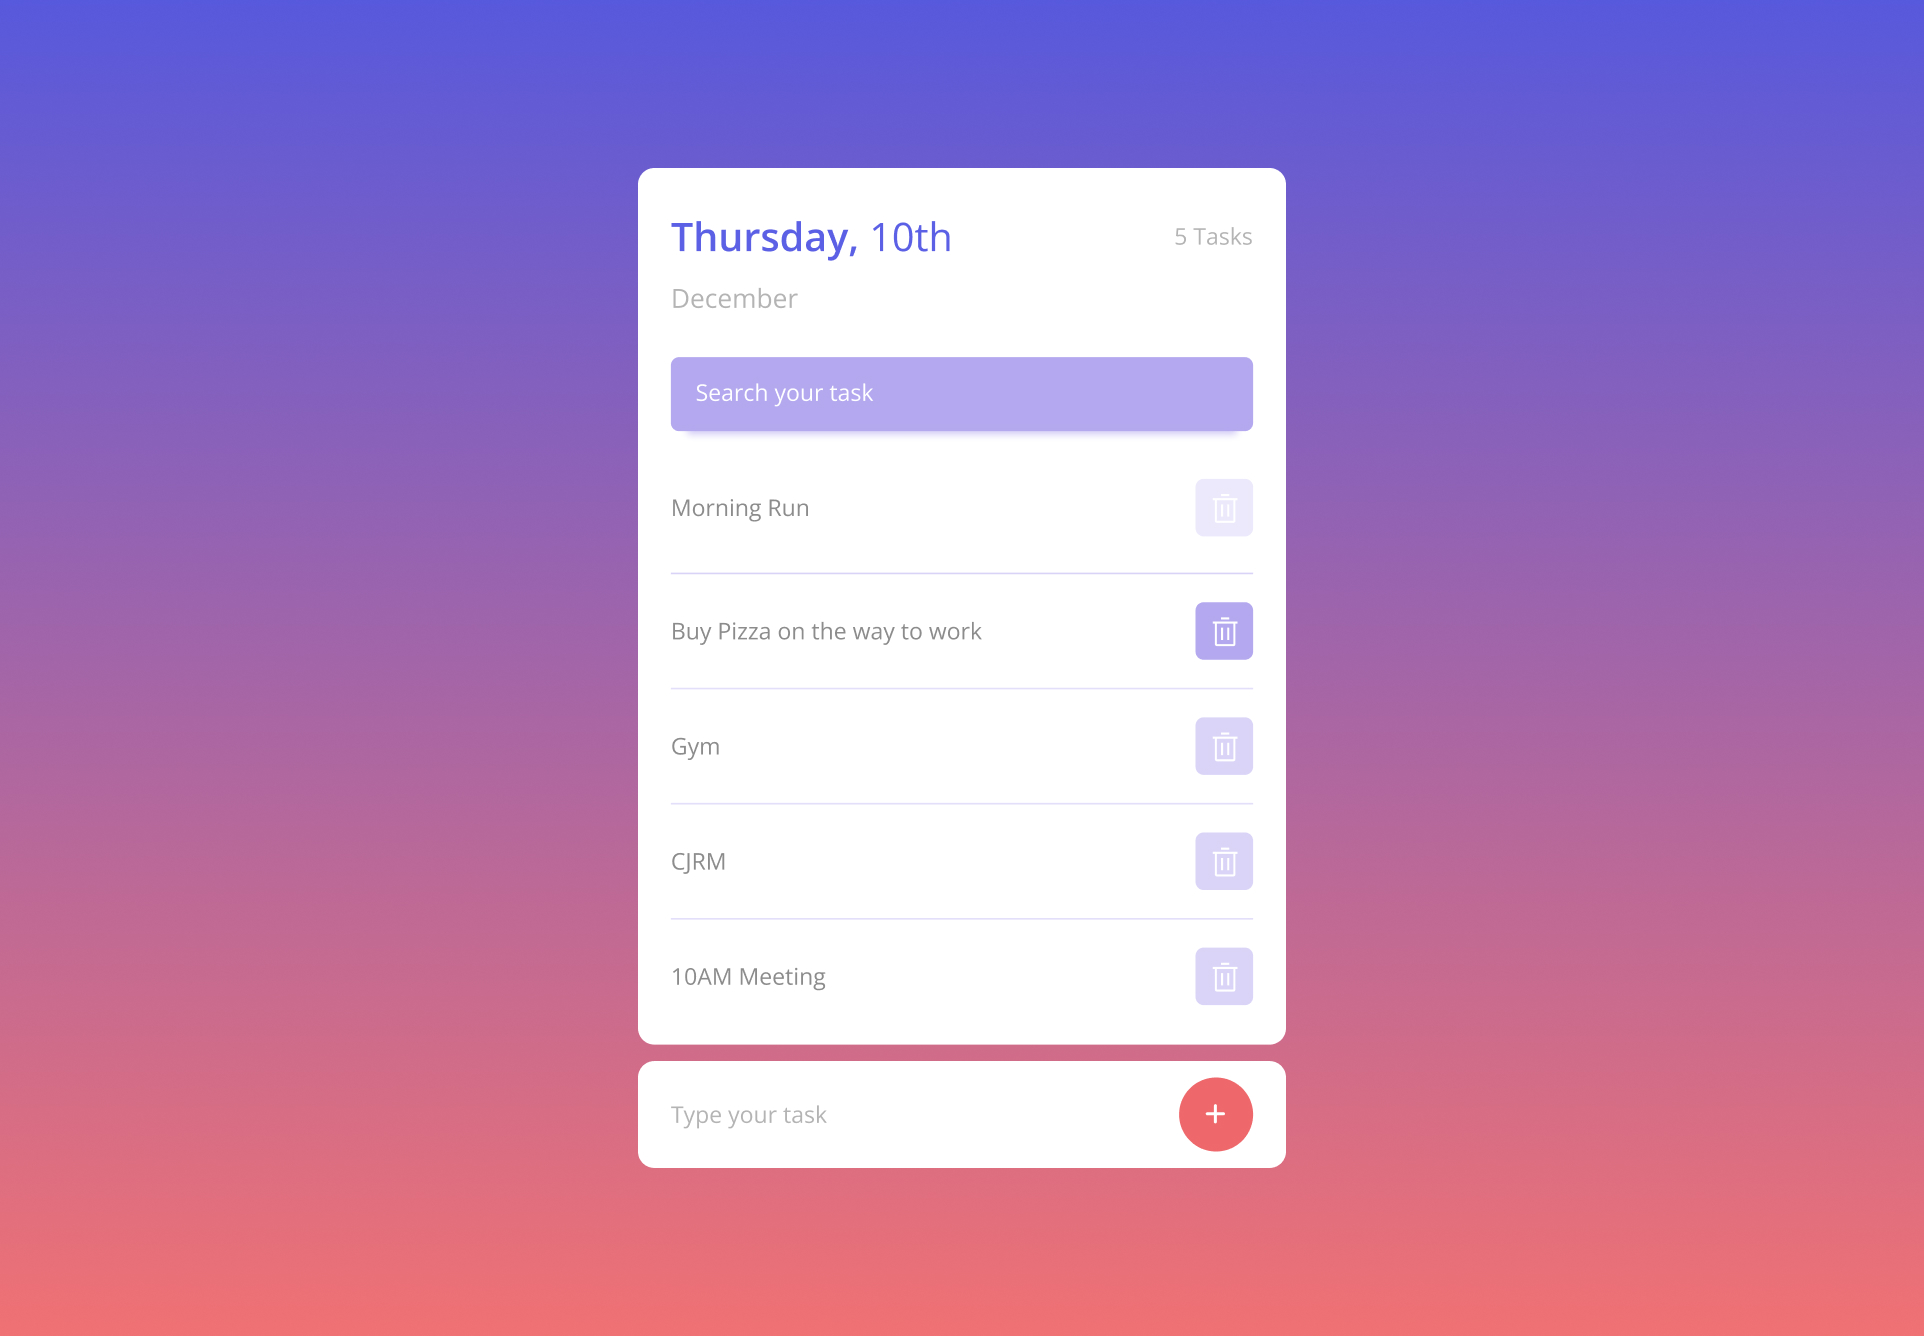 Thursday, 10th
5 Tasks
December
Search your task
Morning Run
Buy Pizza on the way to work
Gym
CJRM
10AM Meeting
Type your task